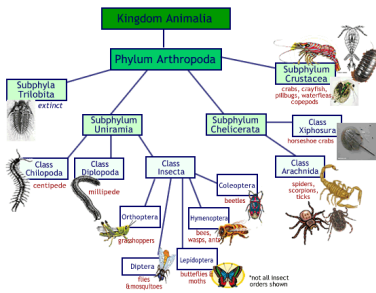 Kingdom Animalia
Phylum Arthropoda
Subphyla
Trilobita
extinct
Subphylum
Crustacea
crabs, crayfish,
pillbugs, waterfleas,
copepods
Subphylum
Uniramia
Subphylum
Chelicerata
Class
Xiphosura
horseshoe crabs
Class
Chilopoda
centipede
Class
Diplopoda
millipede
Class
Insecta
Class
Arachnida
spiders,
scorpions,
ticks
Coleoptera
beetles
Orthoptera
grasshoppers
Hymenoptera
bees,
wasps, ants
Diptera
flies
&mosquitoes
Lepidoptera
butterflies &
moths
*not all insect
orders shown